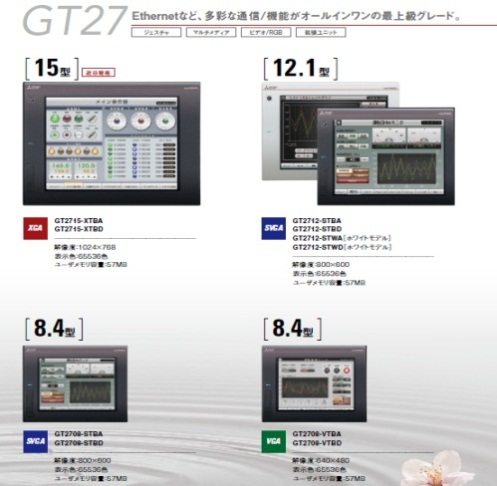 GT27 Ethernetなど、多彩な通信/機能がオールインワンの最上級グレード。
ジェスチャ マルチメディア ビデオ/RGB 拡張ユニット
[15型] 近日発売
メイン操作盤
XGA
GT2715-XTBA
GT2715-XTBD
解像度:1024×768
表示色:65536色
ユーザメモリ容量:57MB
[12.1型]
SVGA
GT2712-STBA
GT2712-STBD
GT2712-STWA[ホワイトモデル]
GT2712-STWD[ホワイトモデル]
解像度:800×600
表示色:65536色
ユーザメモリ容量:57MB
[8.4型]
SVGA
GT2708-STBA
GT2708-STBD
解像度:800×600
表示色:65536色
ユーザメモリ容量:57MB
[8.4型]
VGA
GT2708-VTBA
GT2708-VTBD
解像度:640×480
表示色:65536色
ユーザメモリ容量:57MB